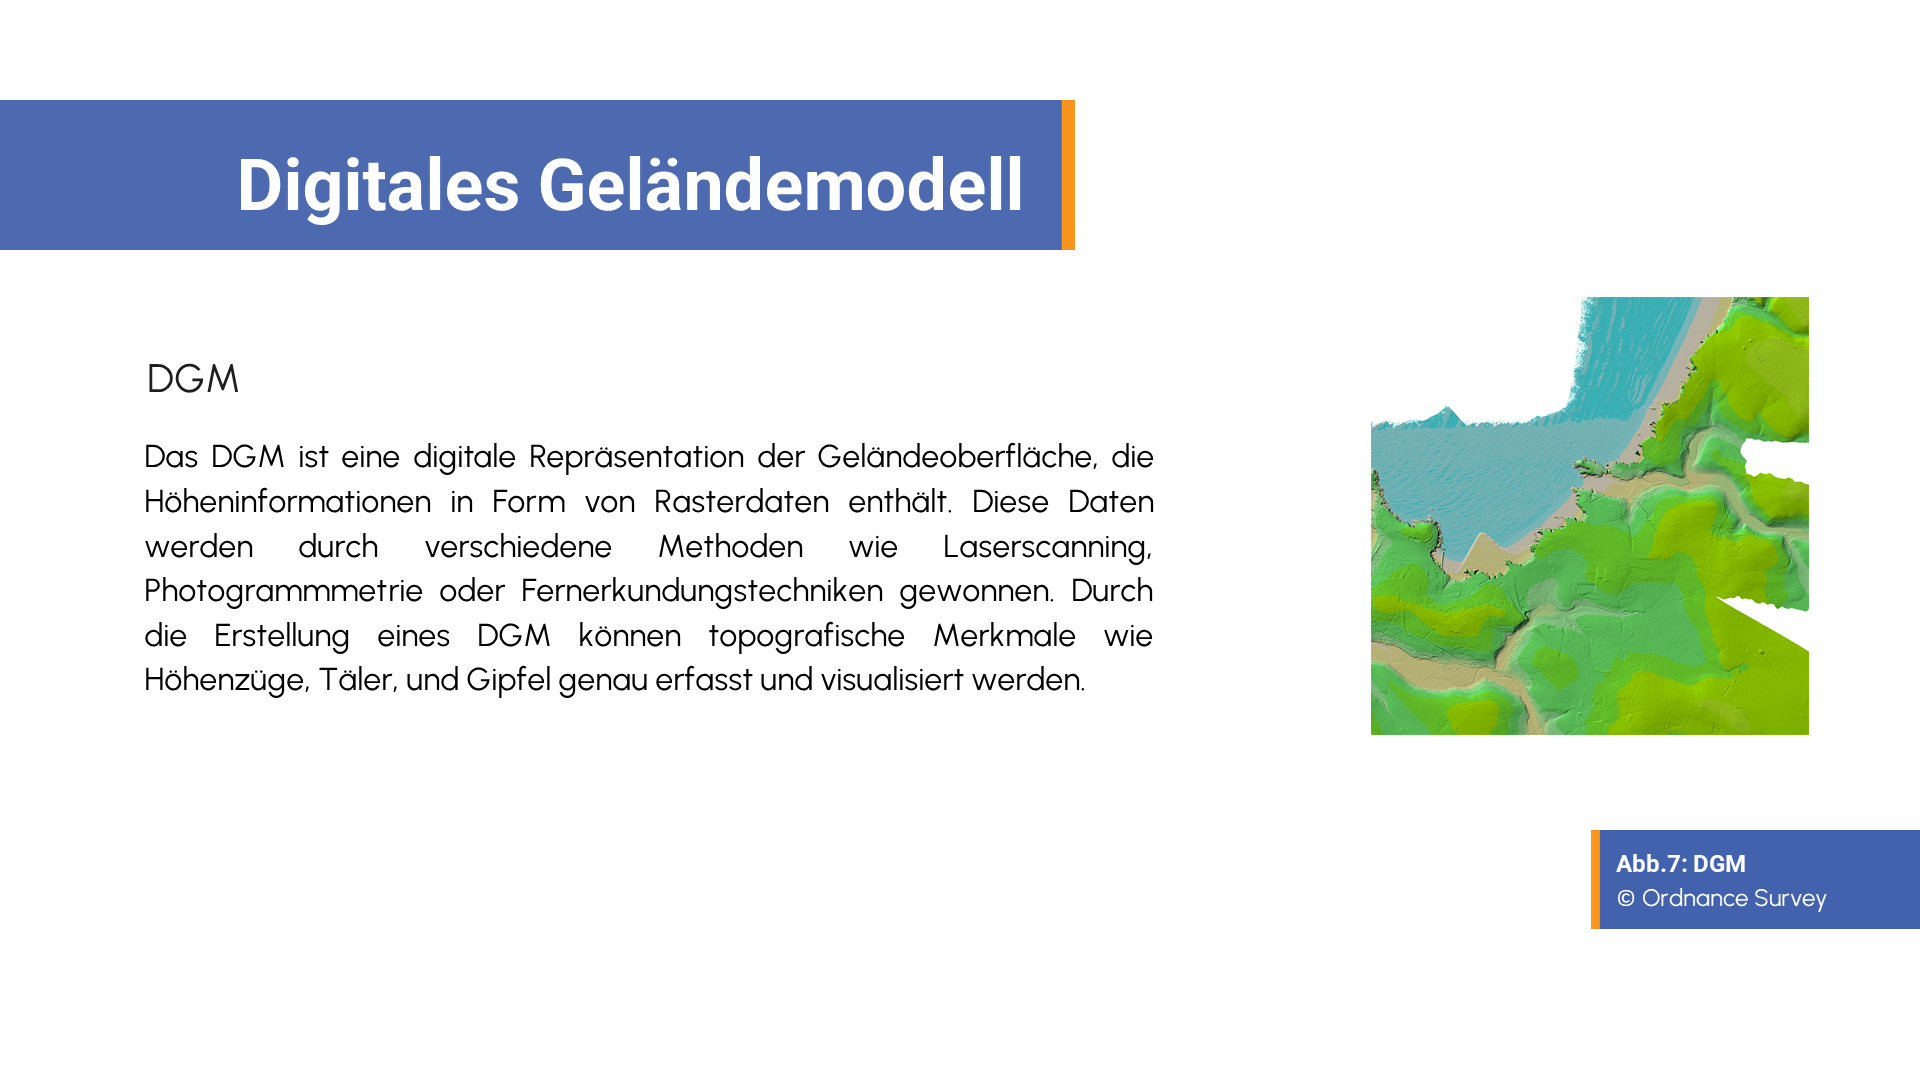 Digitales Geländemodell
DGM
Das DGM ist eine digitale Repräsentation der Geländeoberfläche, die
Höheninformationen in Form von Rasterdaten enthält. Diese Daten
werden durch verschiedene Methoden wie Laserscanning,
Photogrammmetrie oder Fernerkundungstechniken gewonnen. Durch
die Erstellung eines DGM können topografische Merkmale wie
Höhenzüge, Täler, und Gipfel genau erfasst und visualisiert werden.
Abb.7: DGM
© Ordnance Survey